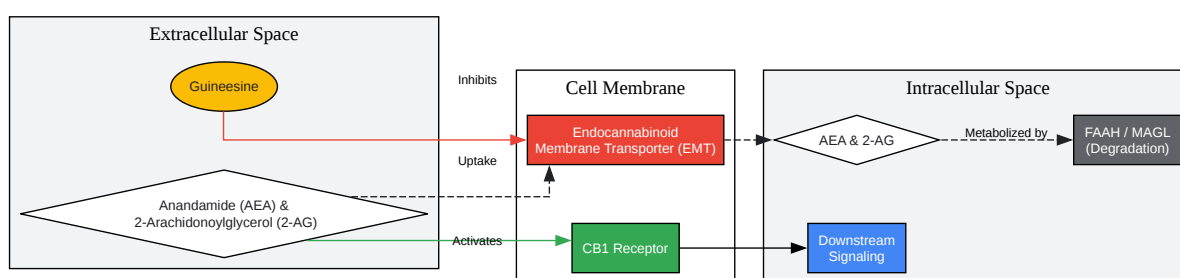 Extracellular Space
Guineesine
Anandamide (AEA) &
2-Arachidonoylglycerol (2-AG)
Inhibits
Uptake
Activates
Cell Membrane
Endocannabinoid
Membrane Transporter (EMT)
CB1 Receptor
Intracellular Space
AEA & 2-AG
Metabolized by
FAAH / MAGL
(Degradation)
Downstream
Signaling